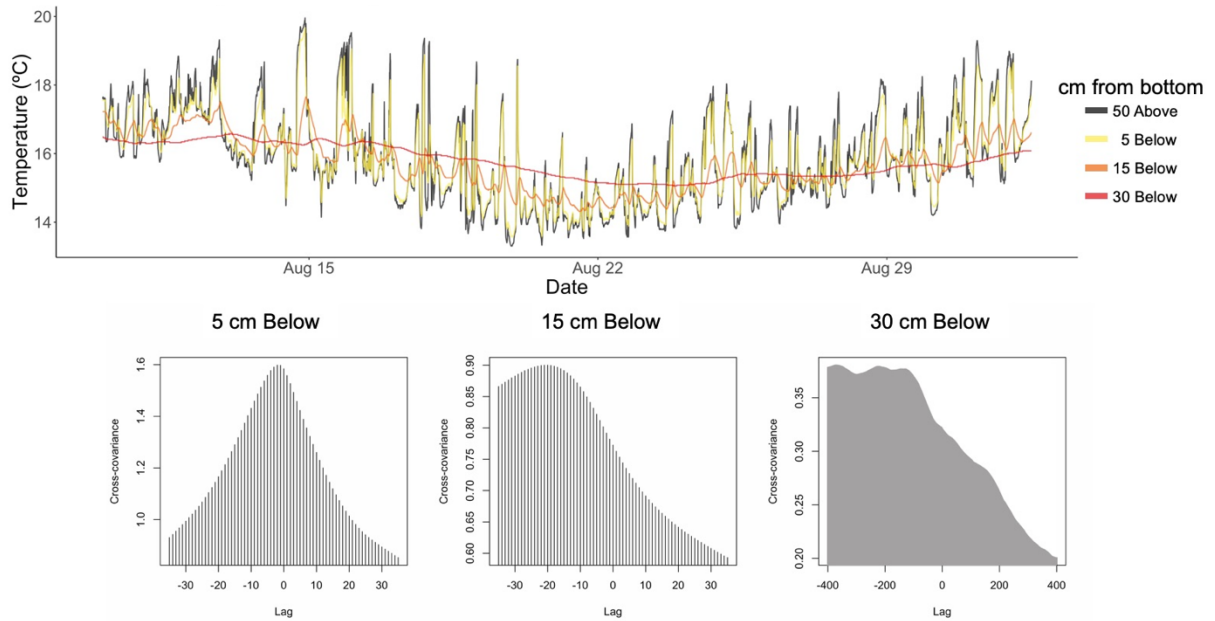 20
18
16
14
Temperature (ºC)
Aug 15
Aug 22
Aug 29
Date
cm from bottom
50 Above
5 Below
15 Below
30 Below
5 cm Below
15 cm Below
30 cm Below
Cross-covariance
1.6
1.4
1.2
1.0
-30 -20 -10 0 10 20 30
Lag
Cross-covariance
0.90
0.85
0.80
0.75
0.70
0.65
0.60
-30 -20 -10 0 10 20 30
Lag
Cross-covariance
0.35
0.30
0.25
0.20
-400 -200 0 200 400
Lag